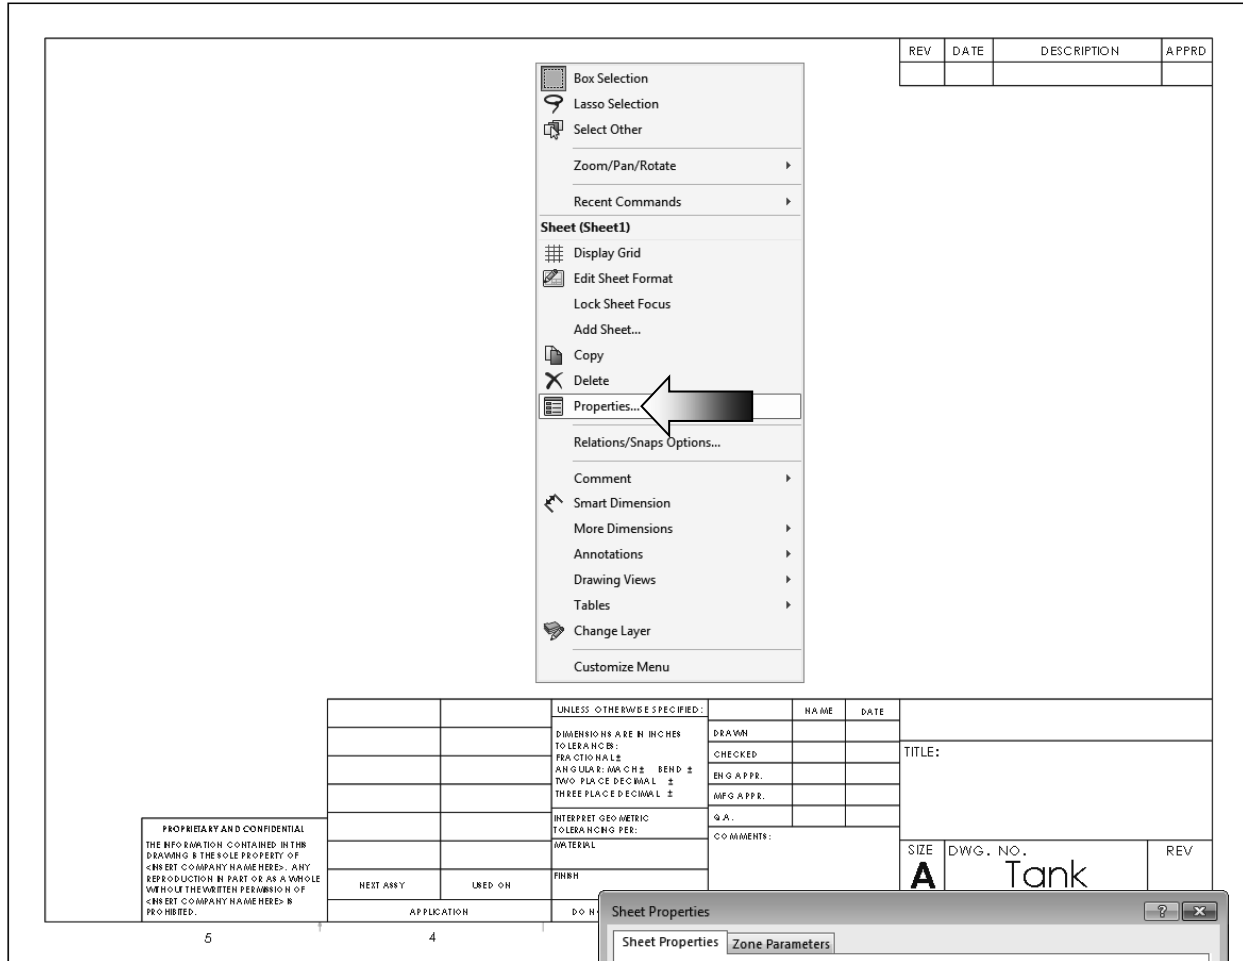 REV DATE DESCRIPTION APPRD
Box Selection
Lasso Selection
Select Other
Zoom/Pan/Rotate
Recent Commands
Sheet (Sheet1)
Display Grid
Edit Sheet Format
Lock Sheet Focus
Add Sheet...
Copy
Delete
Properties...
Relations/Snaps Options...
Comment
Smart Dimension
More Dimensions
Annotations
Drawing Views
Tables
Change Layer
Customize Menu
PROPRIETARY AND CONFIDENTIAL
THE INFORMATION CONTAINED IN THIS
DRAWING IS THE SOLE PROPERTY OF
<INSERT COMPANY NAME HERE>. ANY
REPRODUCTION IN PART OR AS A WHOLE
WITHOUT THE WRITTEN PERMISSION OF
<INSERT COMPANY NAME HERE> IS
PROHIBITED.
NEXT ASSY USED ON
APPLICATION
UNLESS OTHERWISE SPECIFIED:
DIMENSIONS ARE IN INCHES
TOLERANCES:
FRACTIONAL±
ANGULAR: MACH± BEND ±
TWO PLACE DECIMAL ±
THREE PLACE DECIMAL ±
INTERPRET GEOMETRIC
TOLERANCING PER:
MATERIAL
FINISH
DO N
NAME DATE
DRAWN
CHECKED
ENG APPR.
MFG APPR.
Q.A.
COMMENTS:
TITLE:
SIZE DWG. NO. REV
A Tank
5 4
Sheet Properties
Sheet Properties Zone Parameters